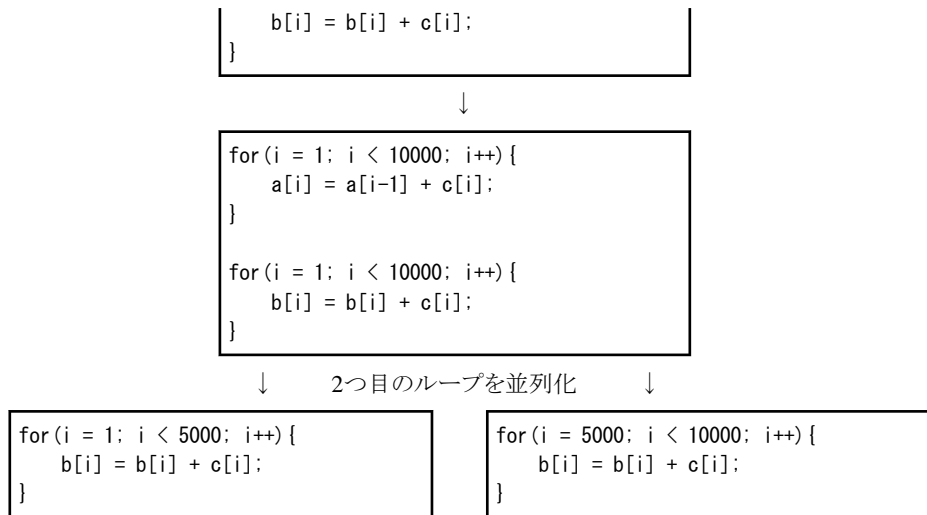 b[i] = b[i] + c[i];
}
↓
for(i = 1; i < 10000; i++){
    a[i] = a[i-1] + c[i];
}
for(i = 1; i < 10000; i++){
    b[i] = b[i] + c[i];
}
↓ 2つ目のループを並列化 ↓
for(i = 1; i < 5000; i++){
    b[i] = b[i] + c[i];
}
for(i = 5000; i < 10000; i++){
    b[i] = b[i] + c[i];
}